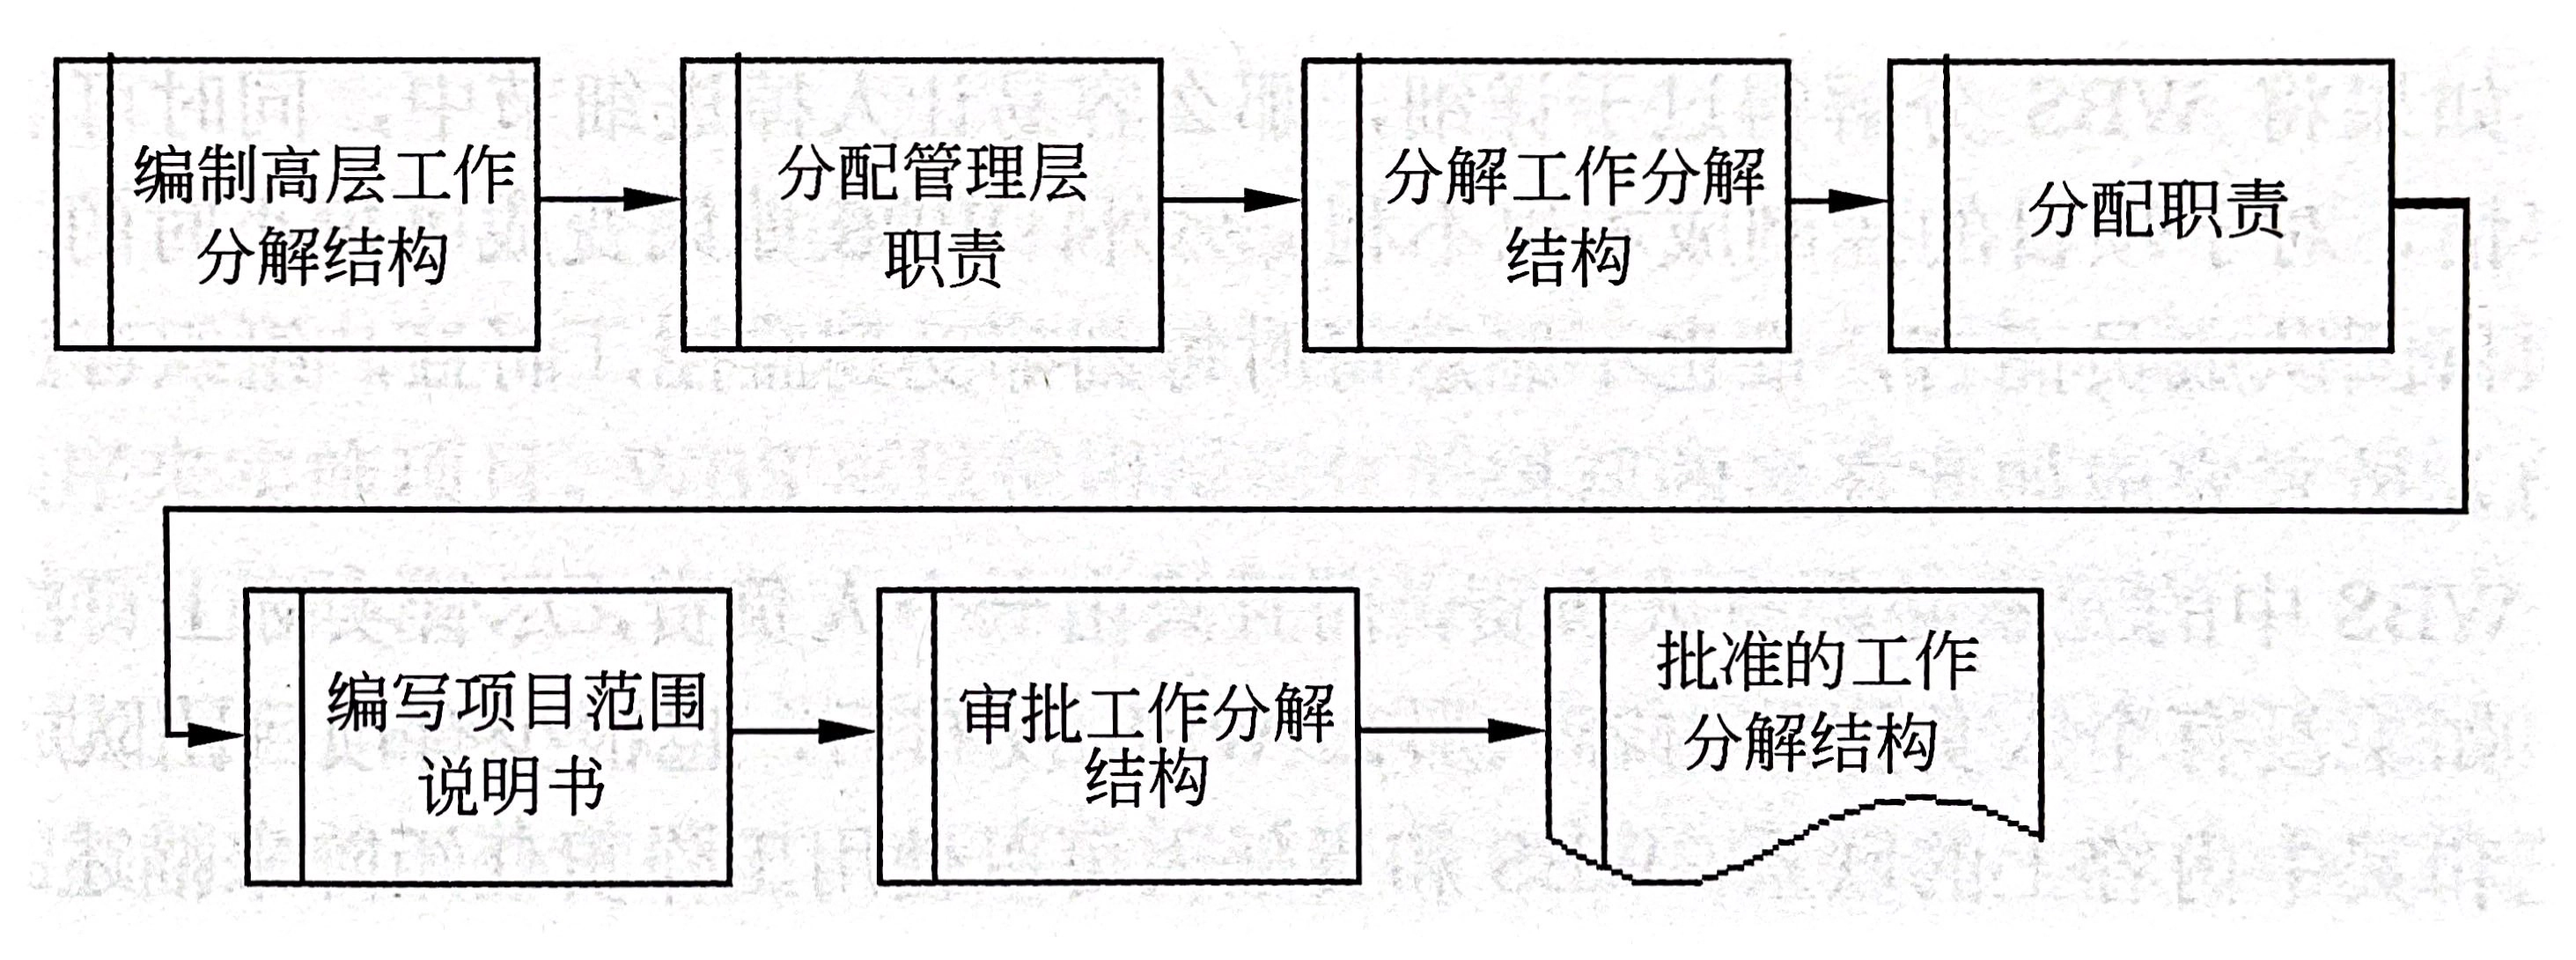 编制高层工作
分解结构
分配管理层
职责
分解工作分解
结构
分配职责
编写项目范围
说明书
审批工作分解
结构
批准的工作
分解结构